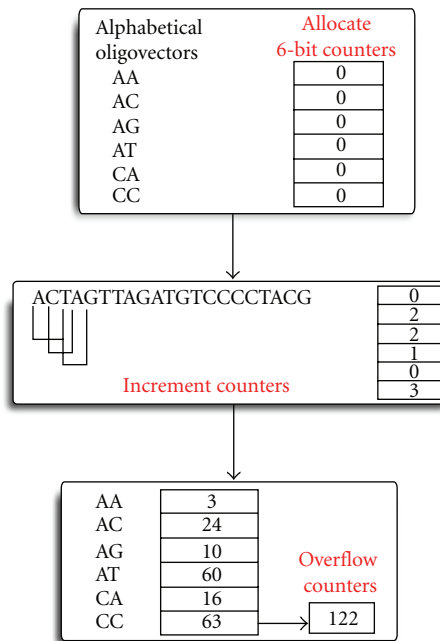 Alphabetical oligovectors
Allocate 6-bit counters
AA 0
AC 0
AG 0
AT 0
CA 0
CC 0
ACTAGTTAGATGTCCCCTACG
0
2
2
1
0
3
Increment counters
AA 3
AC 24
AG 10
AT 60
CA 16
CC 63
Overflow counters
122